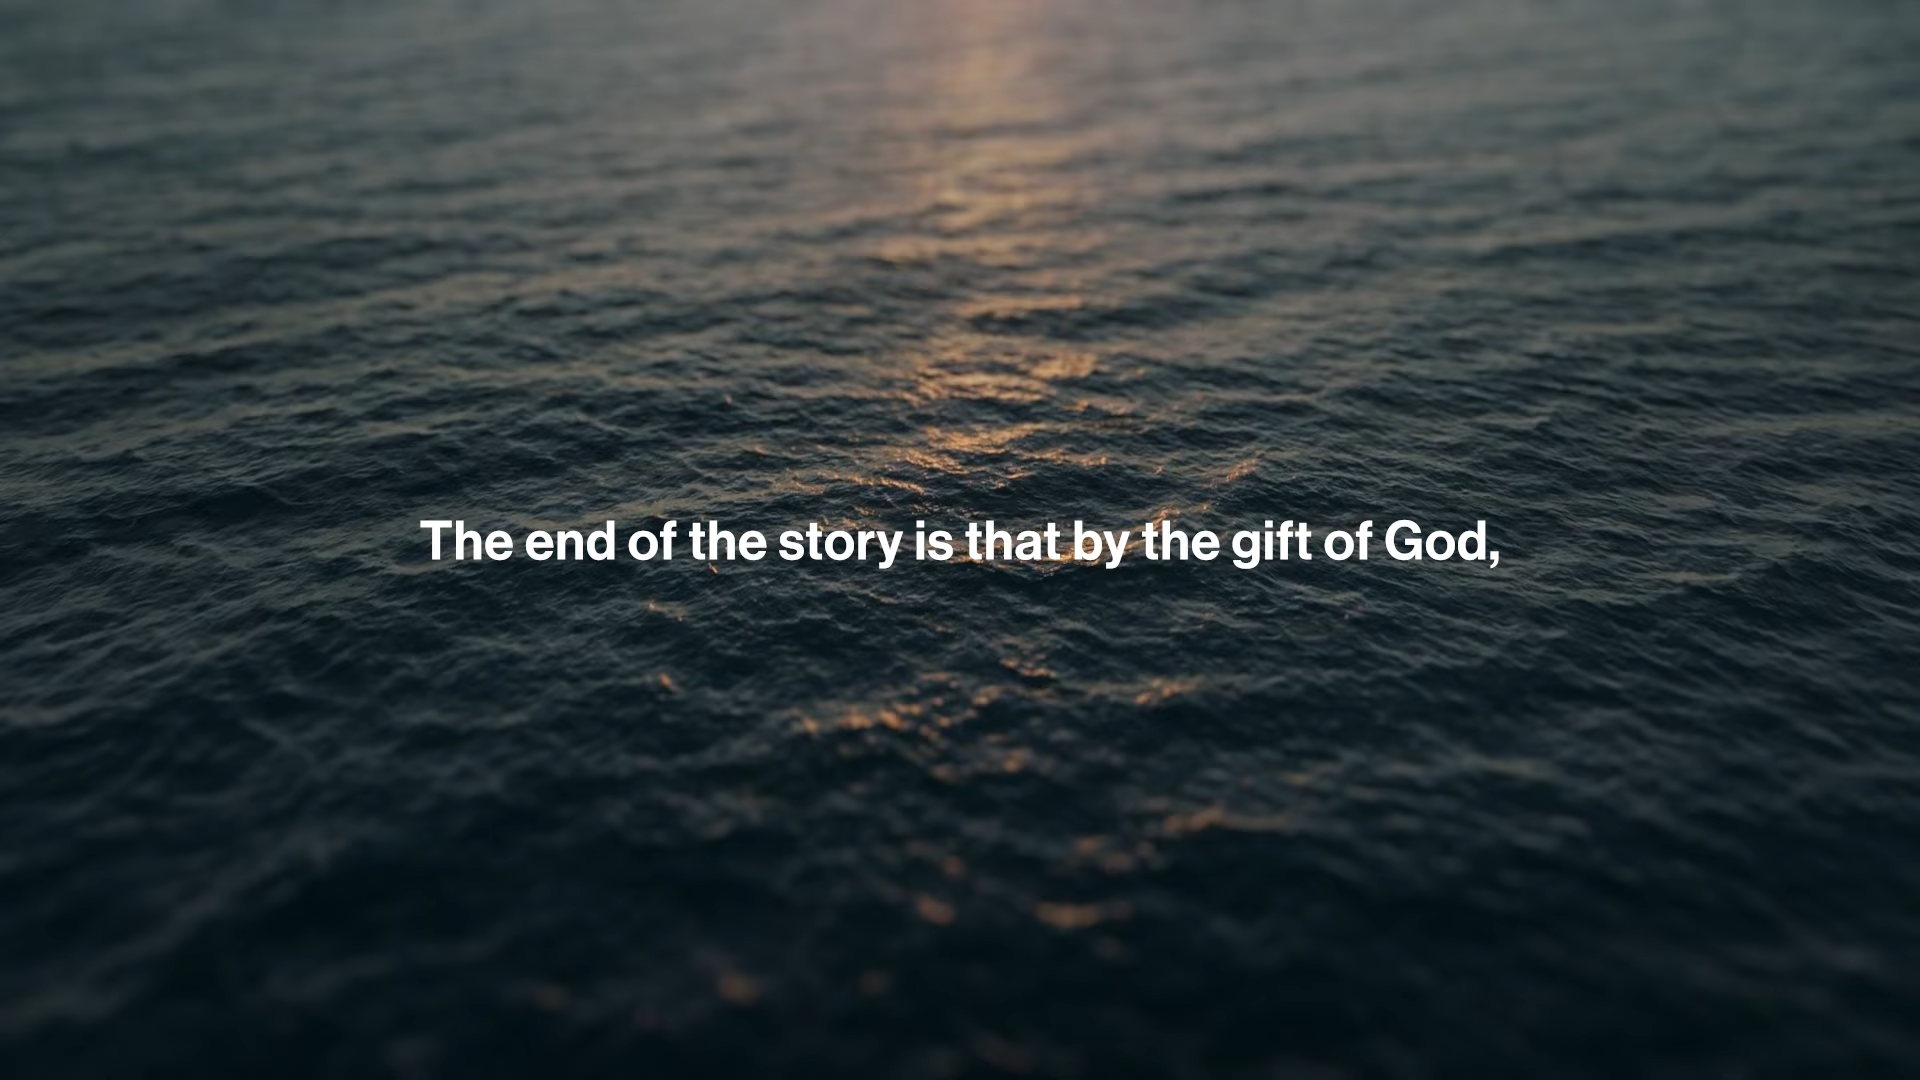 The end of the story is that by the gift of God,